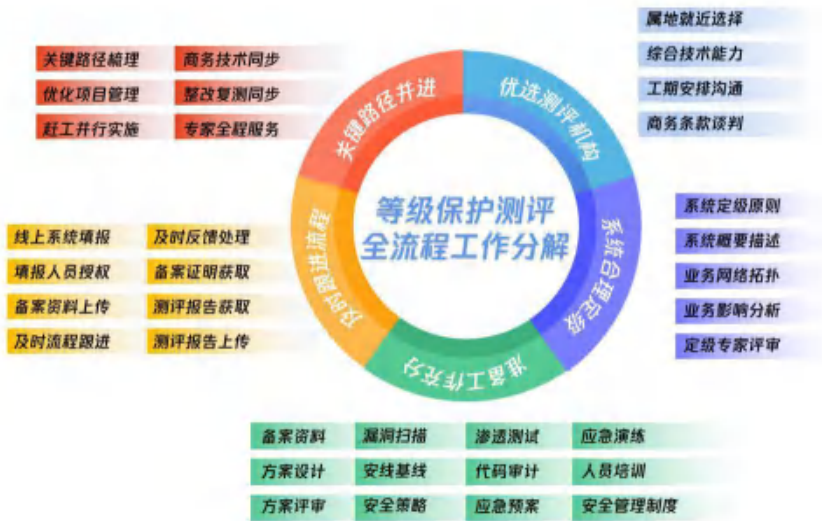 关键路径梳理 商务技术同步
优化项目管理 整改复测同步
赶工并行实施 专家全程服务
属地就近选择
综合技术能力
工期安排沟通
商务条款谈判
关键路径并进
优选测评机构
等级保护测评
全流程工作分解
及时跟进流程
系统合理定级
准备工作充分
线上系统填报 及时反馈处理
填报人员授权 备案证明获取
备案资料上传 测评报告获取
及时流程跟进 测评报告上传
系统定级原则
系统概要描述
业务网络拓扑
业务影响分析
定级专家评审
备案资料 漏洞扫描 渗透测试 应急演练
方案设计 安线基线 代码审计 人员培训
方案评审 安全策略 应急预案 安全管理制度